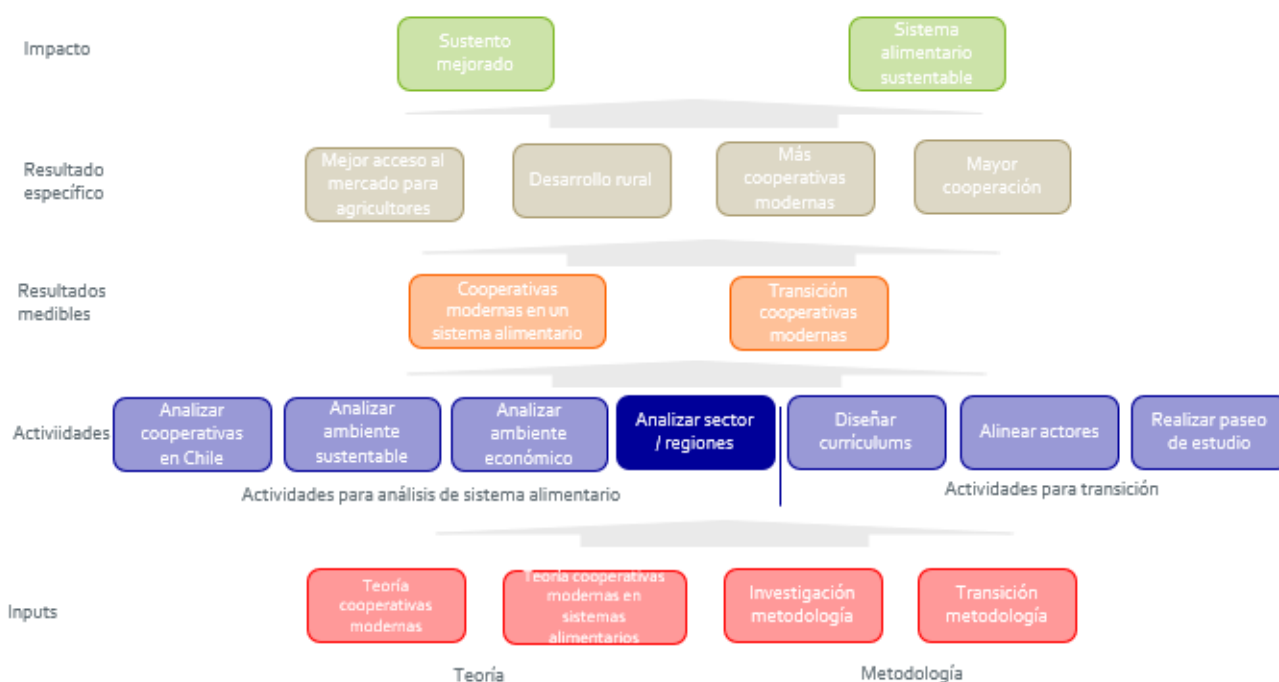 Impacto
Sustento
mejorado
Sistema
alimentario
sustentable
Resultado
específico
Mejor acceso al
mercado para
agricultores
Desarrollo rural
Más
cooperativas
modernas
Mayor
cooperación
Resultados
medibles
Cooperativas
modernas en un
sistema alimentario
Transición
cooperativas
modernas
Activiidades
Analizar
cooperativas
en Chile
Analizar
ambiente
sustentable
Analizar
ambiente
económico
Analizar sector
/ regiones
Diseñar
currículums
Alinear actores
Realizar paseo
de estudio
Actividades para análisis de sistema alimentario
Actividades para transición
Inputs
Teoría
cooperativas
modernas
Teoría cooperativas
modernas en
sistemas
alimentarios
Investigación
metodología
Transición
metodología
Teoría
Metodología